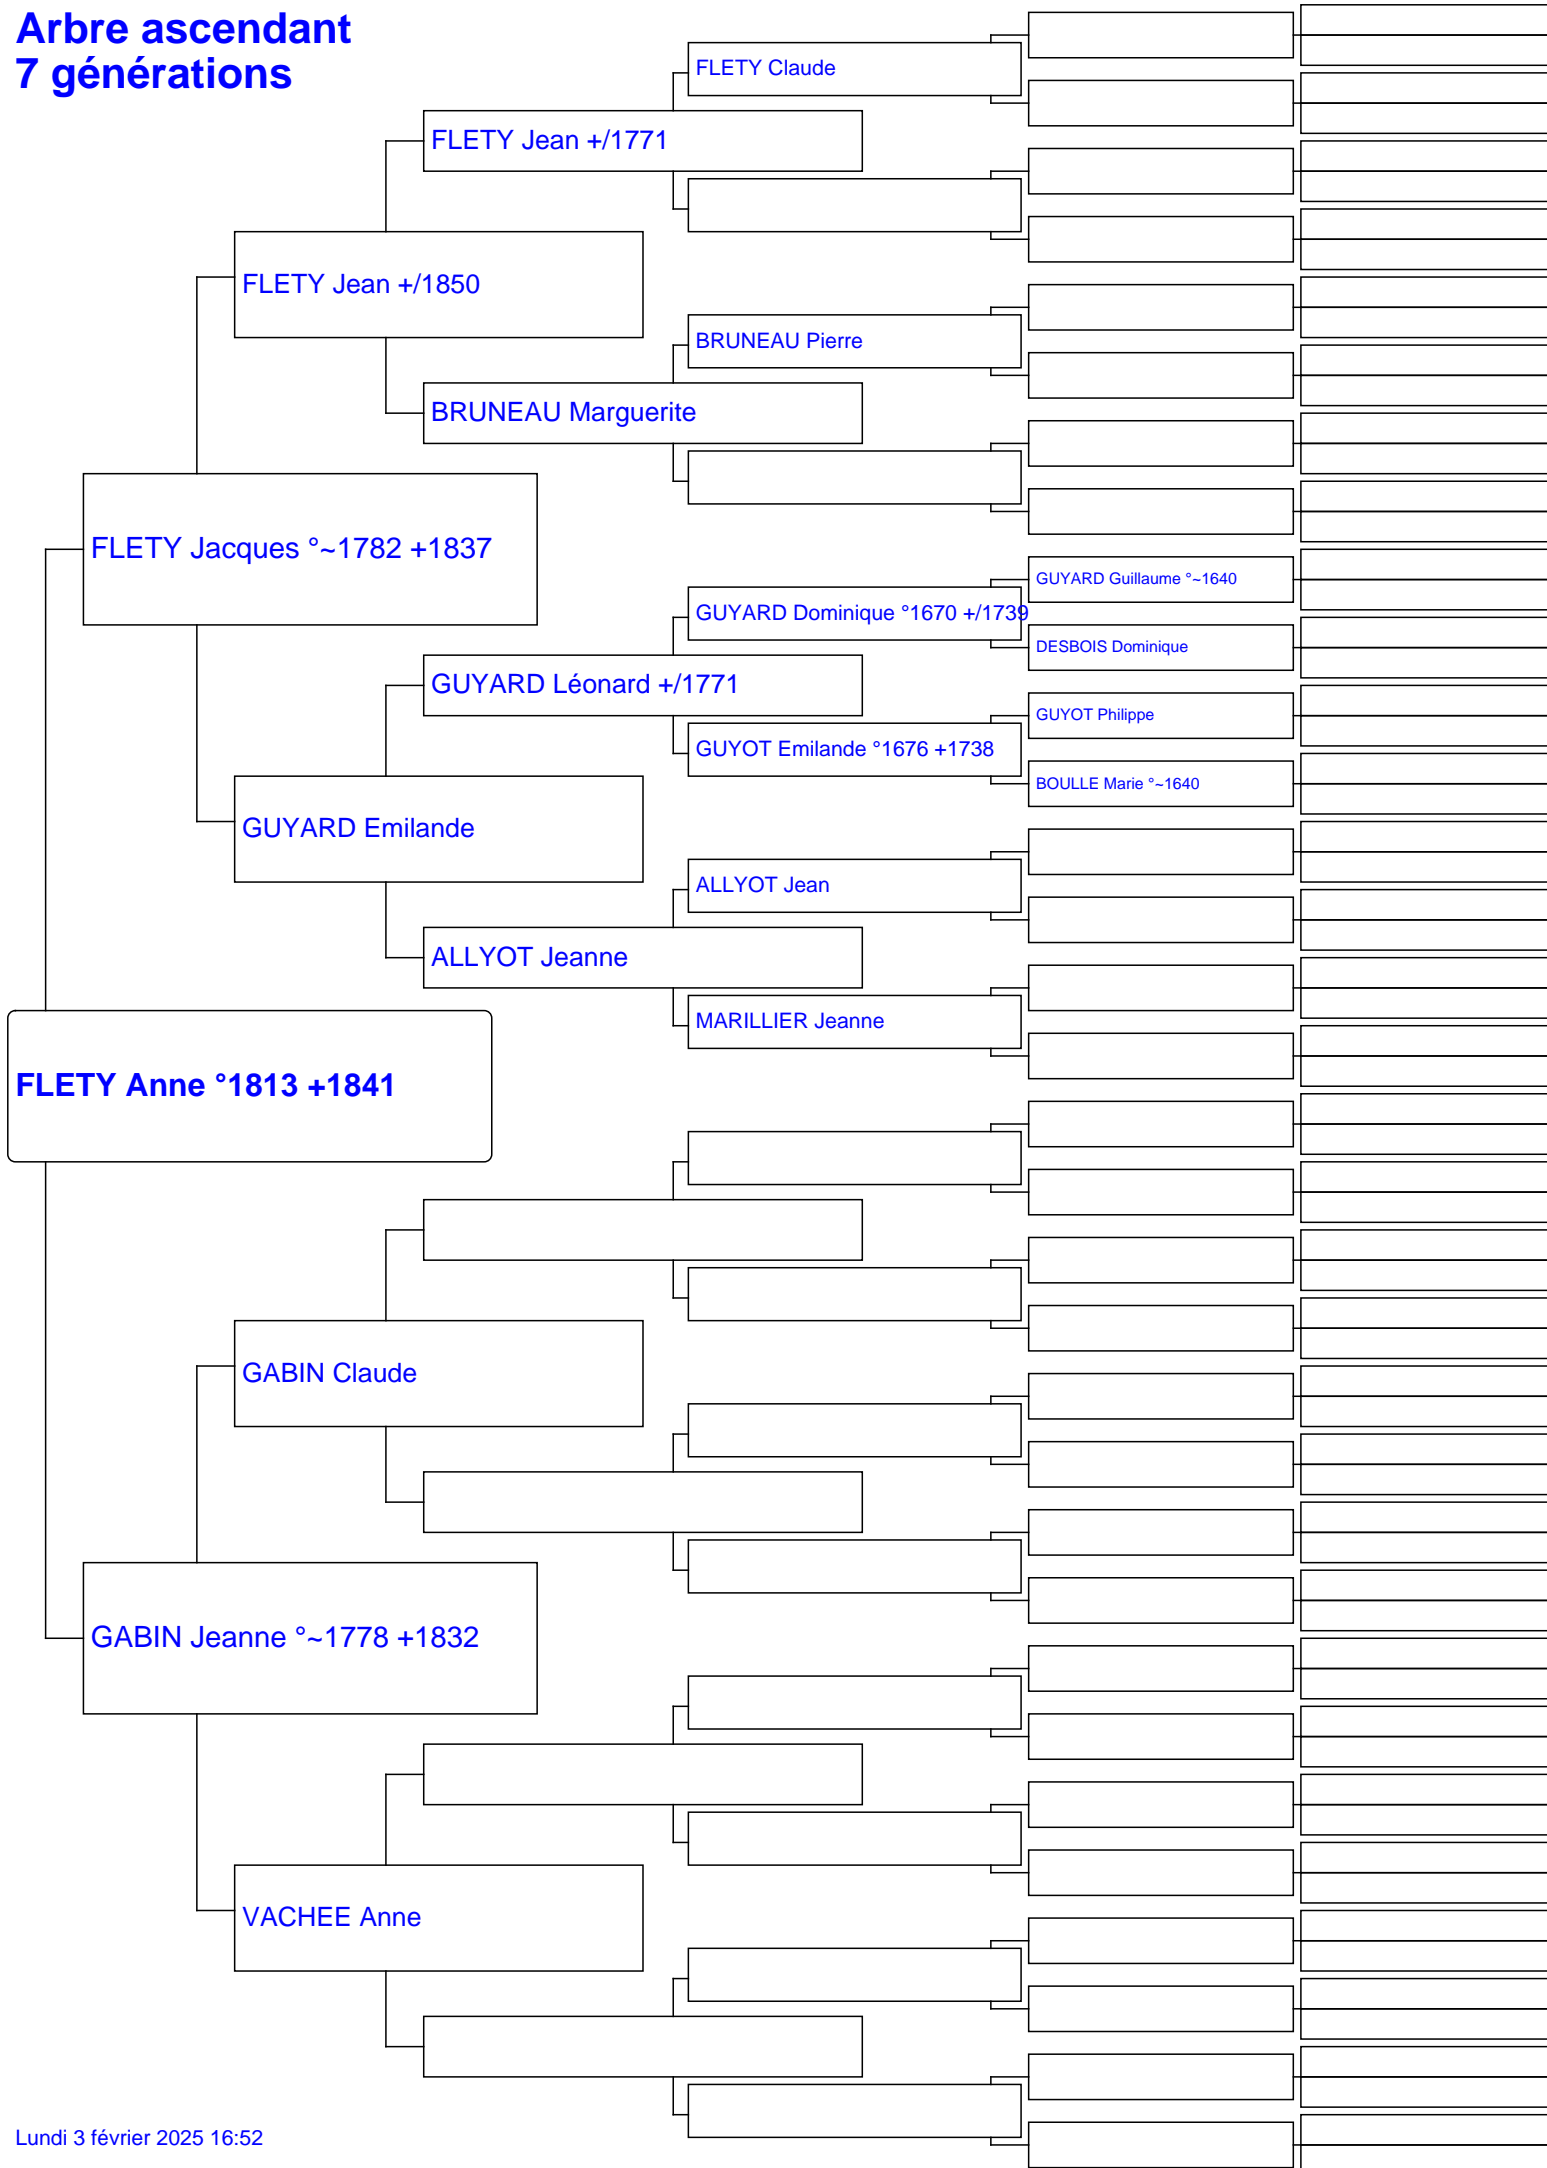 Arbre ascendant
7 générations
FLETY Claude
FLETY Jean +/1771
FLETY Jean +/1850
BRUNEAU Pierre
BRUNEAU Marguerite
FLETY Jacques °~1782 +1837
GUYARD Guillaume °~1640
GUYARD Dominique °1670 +/1739
DESBOIS Dominique
GUYARD Léonard +/1771
GUYOT Philippe
GUYOT Emilande °1676 +1738
BOULLE Marie °~1640
GUYARD Emilande
ALLYOT Jean
ALLYOT Jeanne
MARILLIER Jeanne
FLETY Anne °1813 +1841
GABIN Claude
GABIN Jeanne °~1778 +1832
VACHEE Anne
Lundi 3 février 2025 16:52